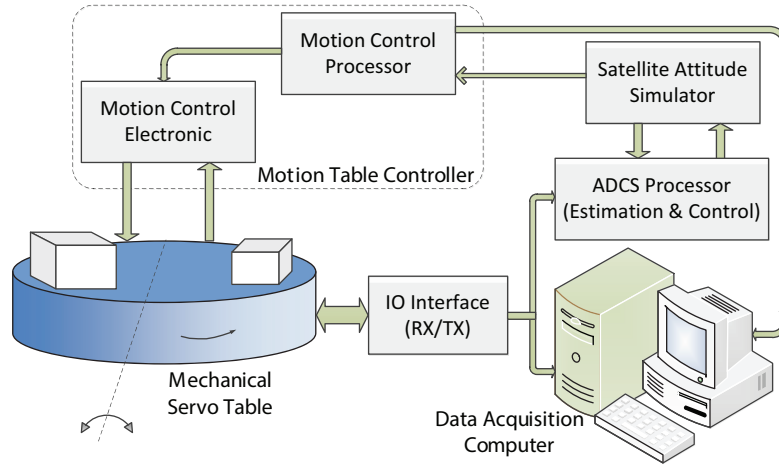 Motion Control
Processor
Satellite Attitude
Simulator
Motion Control
Electronic
Motion Table Controller
ADCS Processor
(Estimation & Control)
IO Interface
(RX/TX)
Mechanical
Servo Table
Data Acquisition
Computer